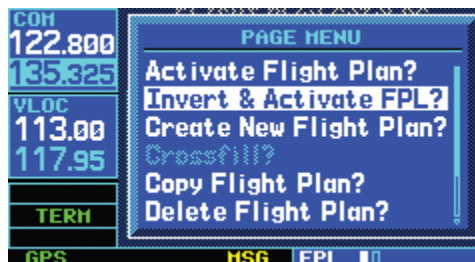 COM
122.800
135.325
VLOC
113.00
117.95
TERM
GPS
PAGE MENU
Activate Flight Plan?
Invert & Activate FPL?
Create New Flight Plan?
Crossfill?
Copy Flight Plan?
Delete Flight Plan?
MSG
FPL